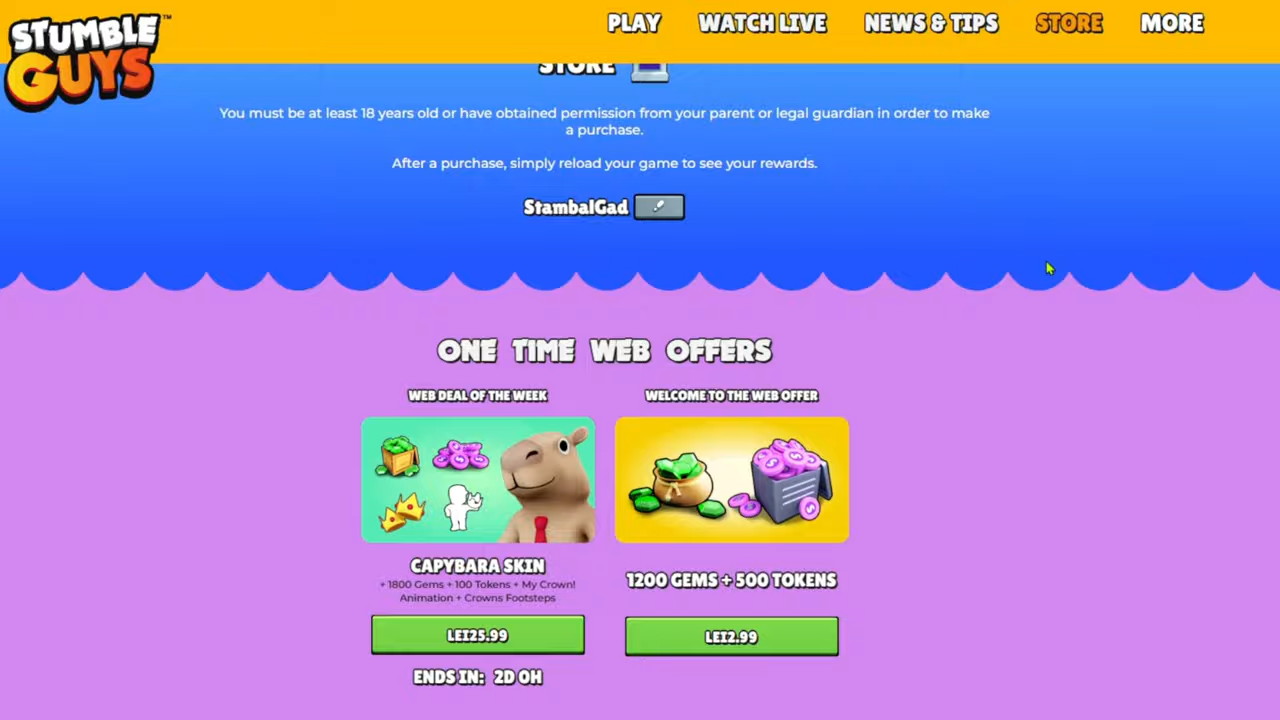 STUMBLE GUYS™
PLAY
WATCH LIVE
NEWS & TIPS
STORE
MORE
STORE
You must be at least 18 years old or have obtained permission from your parent or legal guardian in order to make
a purchase.
After a purchase, simply reload your game to see your rewards.
StambalGad
ONE TIME WEB OFFERS
WEB DEAL OF THE WEEK
CAPYBARA SKIN
+ 1800 Gems + 100 Tokens + My Crown!
Animation + Crowns Footsteps
LEI25.99
ENDS IN: 2D 0H
WELCOME TO THE WEB OFFER
1200 GEMS + 500 TOKENS
LEI2.99